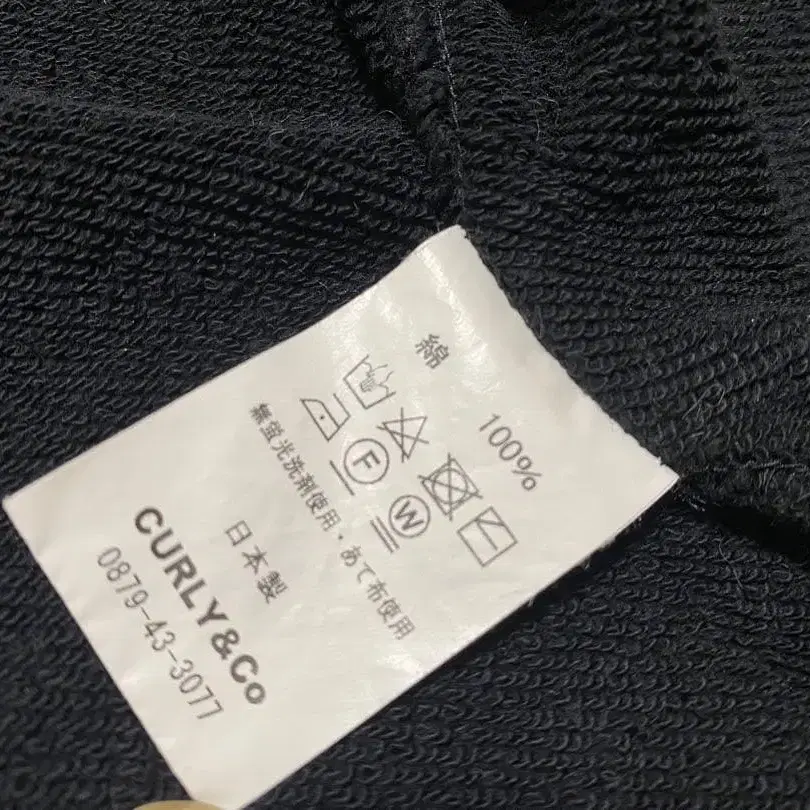 綿 100%
F W
無蛍光洗剤使用・あて布使用
日本製
CURLY&Co
0879-43-3077